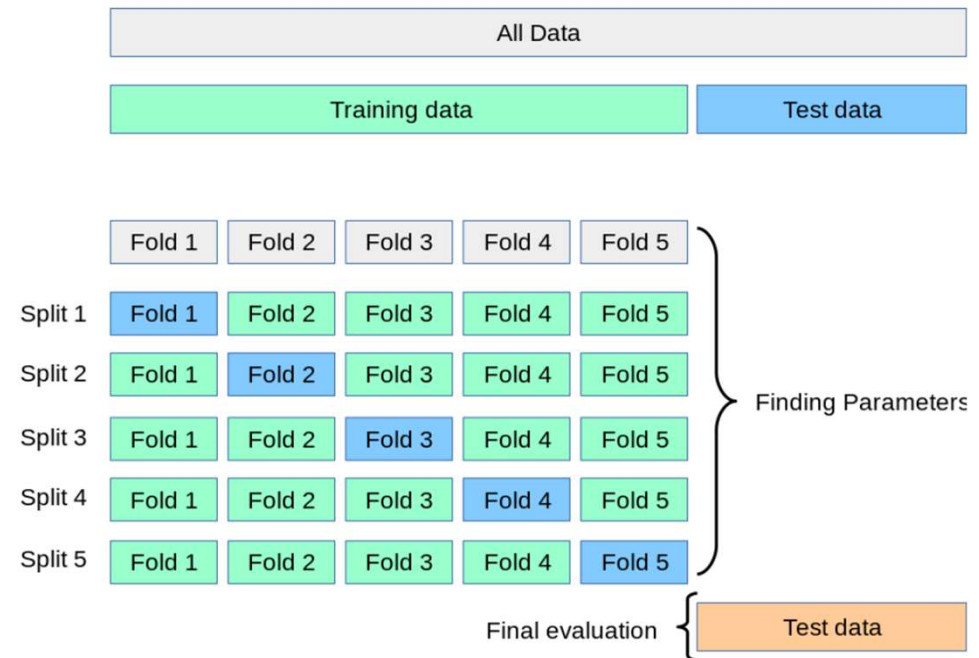 All Data
Training data Test data
Fold 1 Fold 2 Fold 3 Fold 4 Fold 5
Split 1 Fold 1 Fold 2 Fold 3 Fold 4 Fold 5
Split 2 Fold 1 Fold 2 Fold 3 Fold 4 Fold 5
Split 3 Fold 1 Fold 2 Fold 3 Fold 4 Fold 5
Finding Parameters
Split 4 Fold 1 Fold 2 Fold 3 Fold 4 Fold 5
Split 5 Fold 1 Fold 2 Fold 3 Fold 4 Fold 5
Final evaluation Test data